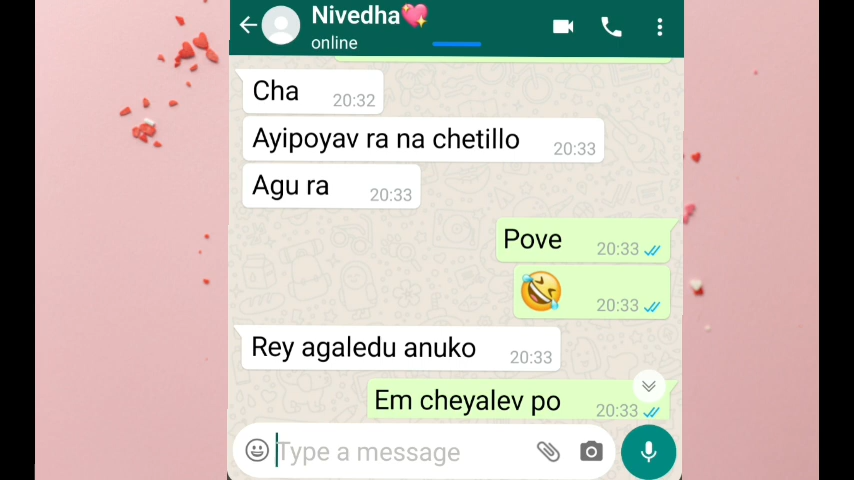 Nivedha💖
online
Cha 20:32
Ayipoyav ra na chetillo 20:33
Agu ra 20:33
Pove 20:33
🤣 20:33
Rey agaledu anuko 20:33
Em cheyalev po 20:33
Type a message